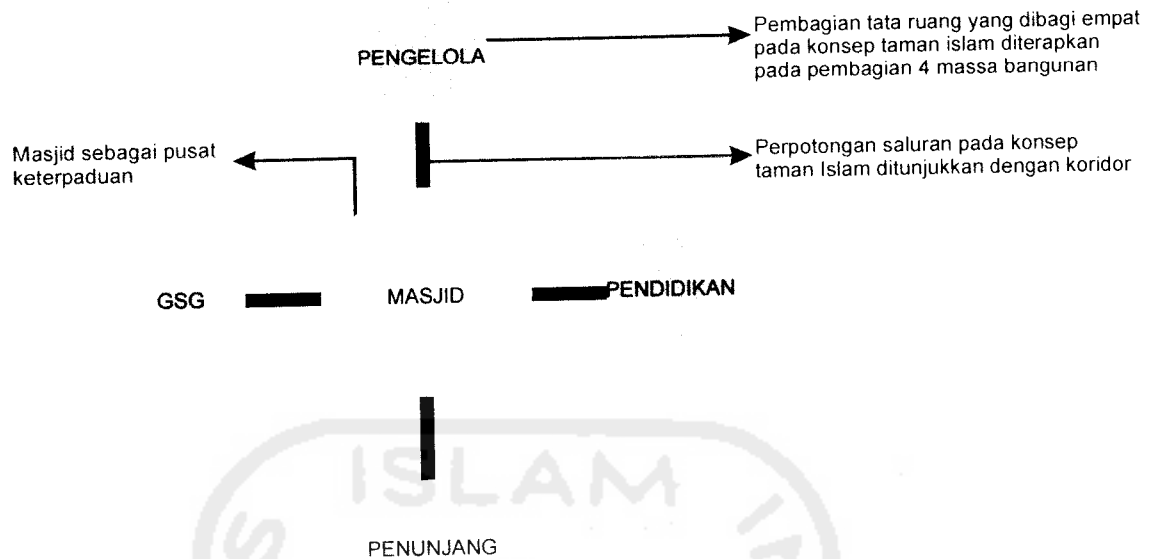 PENGELOLA
Pembagian tata ruang yang dibagi empat
pada konsep taman islam diterapkan
pada pembagian 4 massa bangunan
Masjid sebagai pusat
keterpaduan
Perpotongan saluran pada konsep
taman Islam ditunjukkan dengan koridor
GSG
MASJID
PENDIDIKAN
ISLAM
PENUNJANG